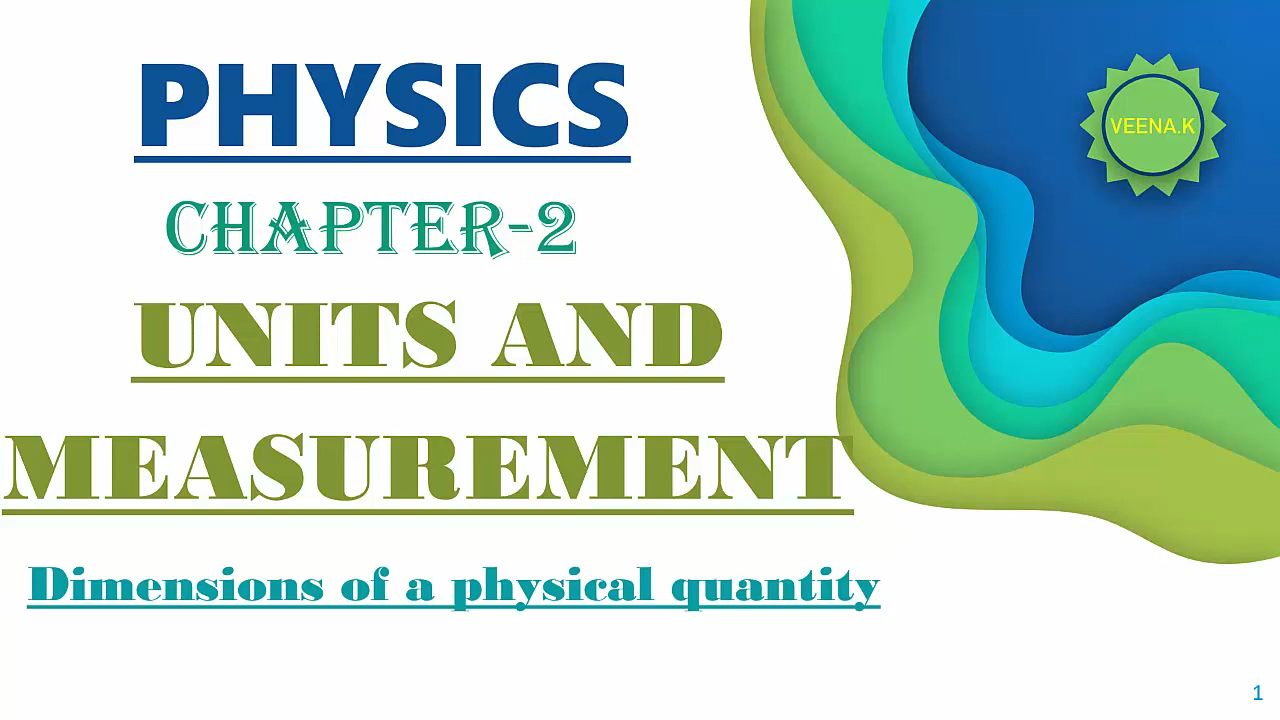 PHYSICS
VEENA.K
CHAPTER-2
UNITS AND
MEASUREMENT
Dimensions of a physical quantity
1